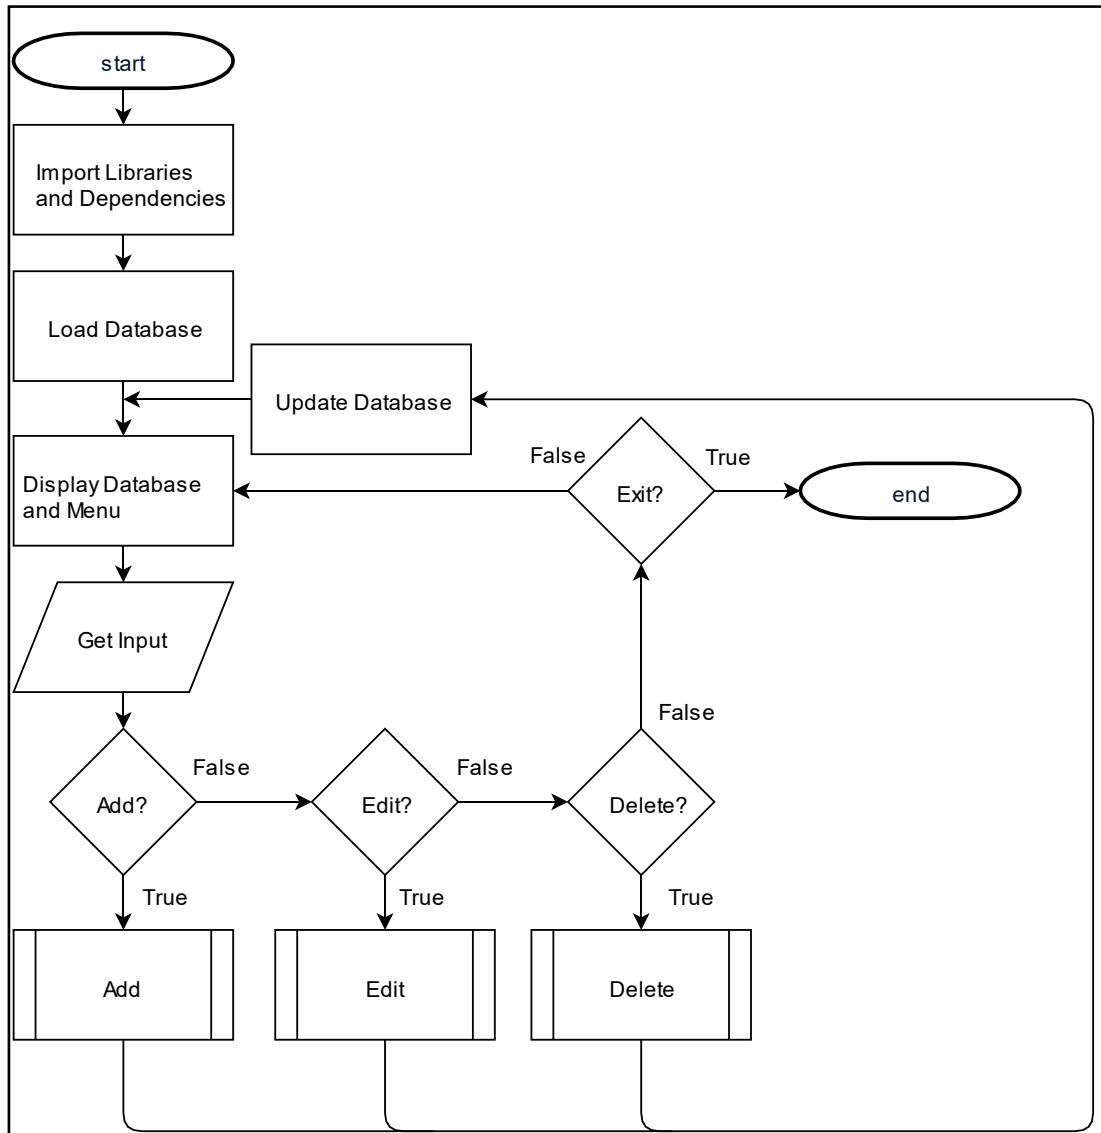 start
Import Libraries
and Dependencies
Load Database
Update Database
False
True
Display Database
and Menu
Exit?
end
Get Input
False
False
False
Add?
Edit?
Delete?
True
True
True
Add
Edit
Delete